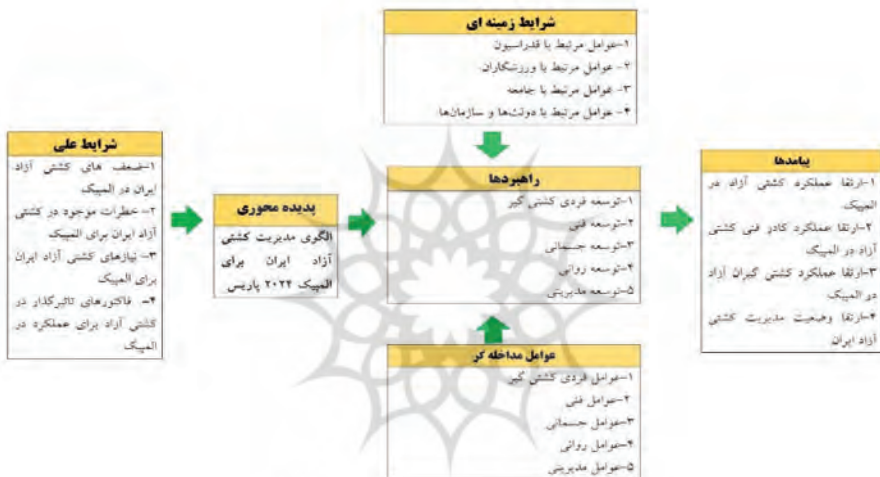 شرایط زمینه ای
۱-عوامل مرتبط با فدراسیون
۲- عوامل مرتبط با ورزشکاران
۳- عوامل مرتبط با جامعه
۴- عوامل مرتبط با دولت‌ها و سازمان‌ها
شرایط علی
۱-ضعف های کشتی آزاد
ایران در المپیک
۲- خطرات موجود در کشتی
آزاد ایران برای المپیک
۳- نیازهای کشتی آزاد ایران
برای المپیک
۴- فاکتورهای تاثیرگذار در
کشتی آزاد برای عملکرد در
المپیک
پدیده محوری
الگوی مدیریت کشتی
آزاد ایران برای
المپیک ۲۰۲۴ پاریس
راهبردها
۱-توسعه فردی کشتی گیر
۲-توسعه فنی
۳-توسعه جسمانی
۴-توسعه روانی
۵-توسعه مدیریتی
عوامل مداخله گر
۱-عوامل فردی کشتی گیر
۲-عوامل فنی
۳-عوامل جسمانی
۴-عوامل روانی
۵-عوامل مدیریتی
پیامدها
۱-ارتقا عملکرد کشتی آزاد در
المپیک
۲-ارتقا عملکرد کادر فنی کشتی
آزاد در المپیک
۳-ارتقا عملکرد کشتی گیران آزاد
در المپیک
۴-ارتقا وضعیت مدیریت کشتی
آزاد ایران